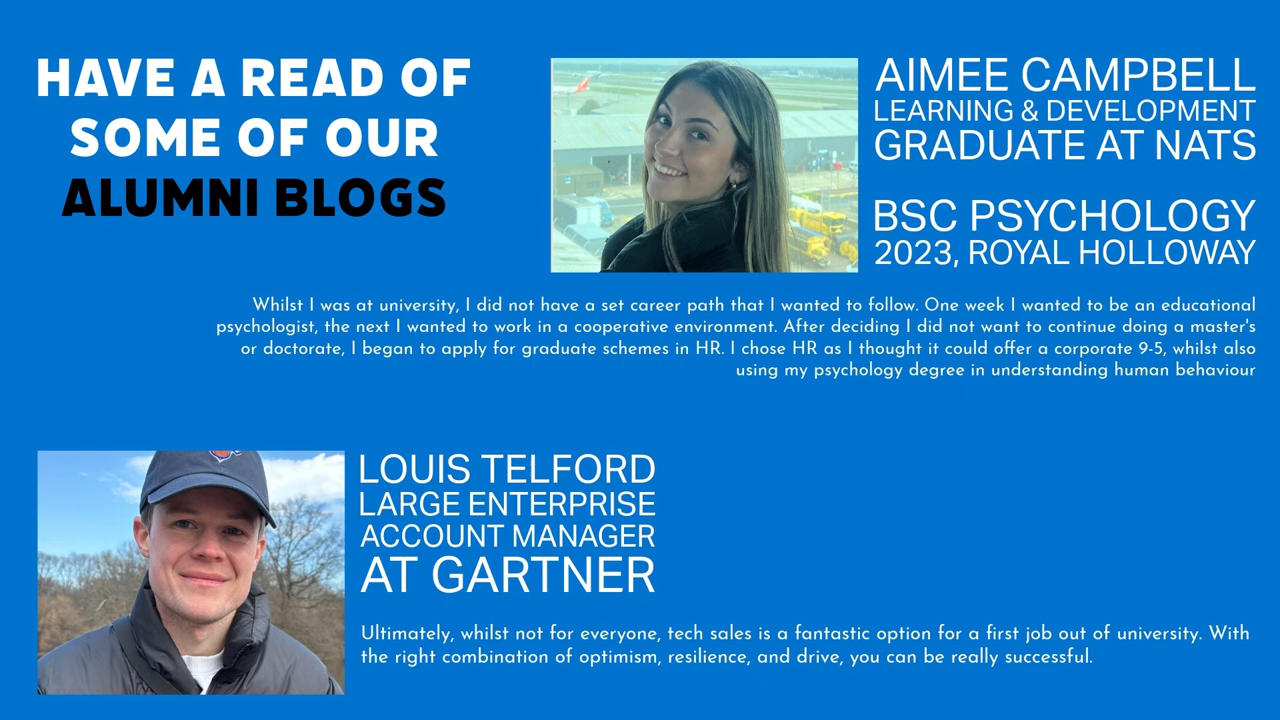 HAVE A READ OF
SOME OF OUR
ALUMNI BLOGS
AIMEE CAMPBELL
LEARNING & DEVELOPMENT
GRADUATE AT NATS
BSC PSYCHOLOGY
2023, ROYAL HOLLOWAY
Whilst I was at university, I did not have a set career path that I wanted to follow. One week I wanted to be an educational
psychologist, the next I wanted to work in a cooperative environment. After deciding I did not want to continue doing a master's
or doctorate, I began to apply for graduate schemes in HR. I chose HR as I thought it could offer a corporate 9-5, whilst also
using my psychology degree in understanding human behaviour
LOUIS TELFORD
LARGE ENTERPRISE
ACCOUNT MANAGER
AT GARTNER
Ultimately, whilst not for everyone, tech sales is a fantastic option for a first job out of university. With
the right combination of optimism, resilience, and drive, you can be really successful.